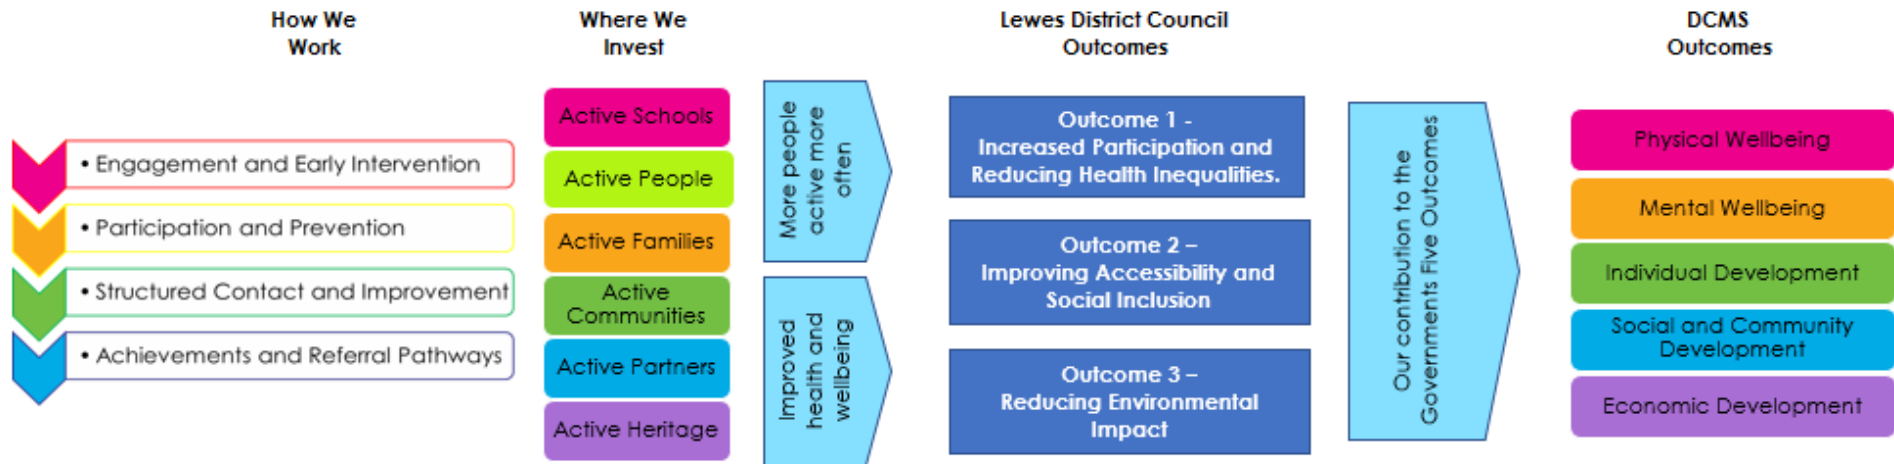 How We
Work
Where We
Invest
Lewes District Council
Outcomes
DCMS
Outcomes
• Engagement and Early Intervention
• Participation and Prevention
• Structured Contact and Improvement
• Achievements and Referral Pathways
Active Schools
Active People
Active Families
Active
Communities
Active Partners
Active Heritage
More people
active more
often
Improved
health and
wellbeing
Outcome 1 -
Increased Participation and
Reducing Health Inequalities.
Outcome 2 –
Improving Accessibility and
Social Inclusion
Outcome 3 –
Reducing Environmental
Impact
Our contribution to the
Governments Five Outcomes
Physical Wellbeing
Mental Wellbeing
Individual Development
Social and Community
Development
Economic Development